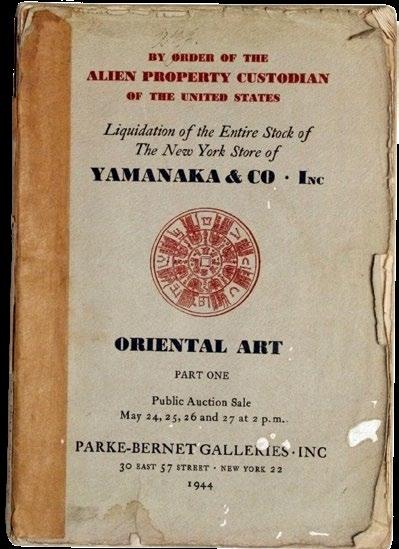 BY ORDER OF THE
ALIEN PROPERTY CUSTODIAN
OF THE UNITED STATES
Liquidation of the Entire Stock of
The New York Store of
YAMANAKA & CO · INC
ORIENTAL ART
PART ONE
Public Auction Sale
May 24, 25, 26 and 27 at 2 p.m.
PARKE-BERNET GALLERIES · INC
30 EAST 57 STREET · NEW YORK 22
1944